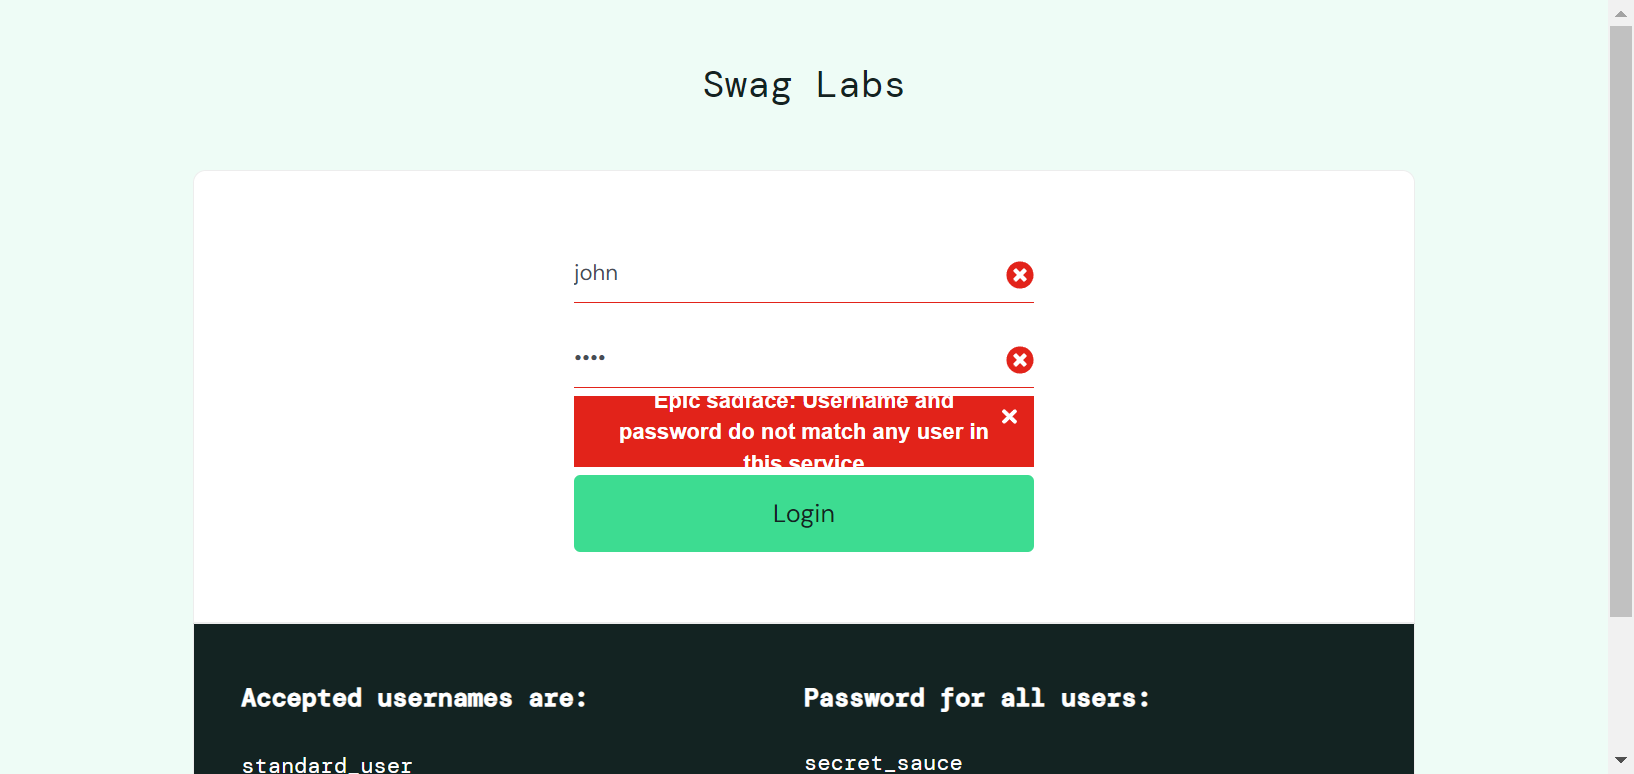 Swag Labs
john
••••
Epic sadface: Username and
password do not match any user in
this service
Login
Accepted usernames are:
standard_user
Password for all users:
secret_sauce